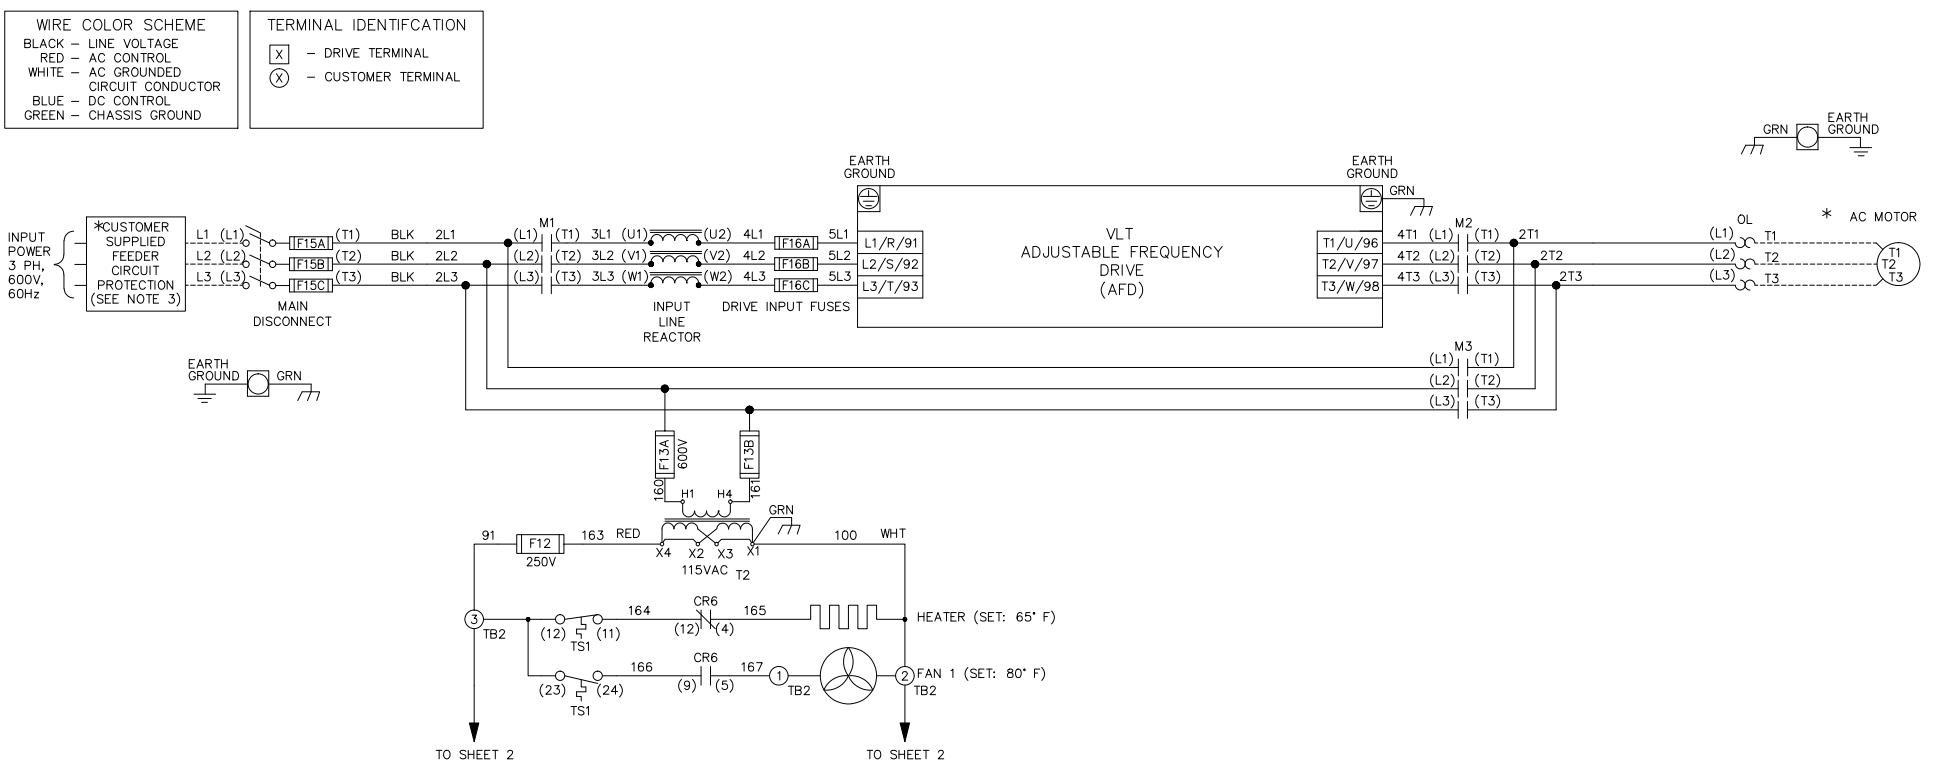 WIRE COLOR SCHEME
BLACK – LINE VOLTAGE
RED – AC CONTROL
WHITE – AC GROUNDED
CIRCUIT CONDUCTOR
BLUE – DC CONTROL
GREEN – CHASSIS GROUND
TERMINAL IDENTIFCATION
X – DRIVE TERMINAL
X – CUSTOMER TERMINAL
GRN
EARTH
GROUND
EARTH
GROUND
EARTH
GROUND
GRN
INPUT
POWER
3 PH,
600V,
60Hz
*CUSTOMER
SUPPLIED
FEEDER
CIRCUIT
PROTECTION
(SEE NOTE 3)
L1 (L1) F15A (T1) BLK 2L1 (L1) M1 (T1) 3L1 (U1) (U2) 4L1 F16A 5L1 L1/R/91
L2 (L2) F15B (T2) BLK 2L2 (L2) (T2) 3L2 (V1) (V2) 4L2 F16B 5L2 L2/S/92
L3 (L3) F15C (T3) BLK 2L3 (L3) (T3) 3L3 (W1) (W2) 4L3 F16C 5L3 L3/T/93
MAIN
DISCONNECT
INPUT
LINE
REACTOR
DRIVE INPUT FUSES
VLT
ADJUSTABLE FREQUENCY
DRIVE
(AFD)
T1/U/96 4T1 (L1) M2 (T1) 2T1 (L1) OL T1
T2/V/97 4T2 (L2) (T2) 2T2 (L2) T2
T3/W/98 4T3 (L3) (T3) 2T3 (L3) T3
* AC MOTOR
T1
T2
T3
EARTH
GROUND
GRN
M3
(L1) (T1)
(L2) (T2)
(L3) (T3)
F13A
600V
F13B
160
161
H1 H4
GRN
91 F12 163 RED
250V
X4 X2 X3 X1
100 WHT
115VAC T2
3
TB2
(12) (11)
TS1
164
CR6
(12) (4)
165
HEATER (SET: 65° F)
(23) (24)
TS1
166
CR6
(9) (5)
167
1
TB2
2
TB2
FAN 1 (SET: 80° F)
TO SHEET 2
TO SHEET 2